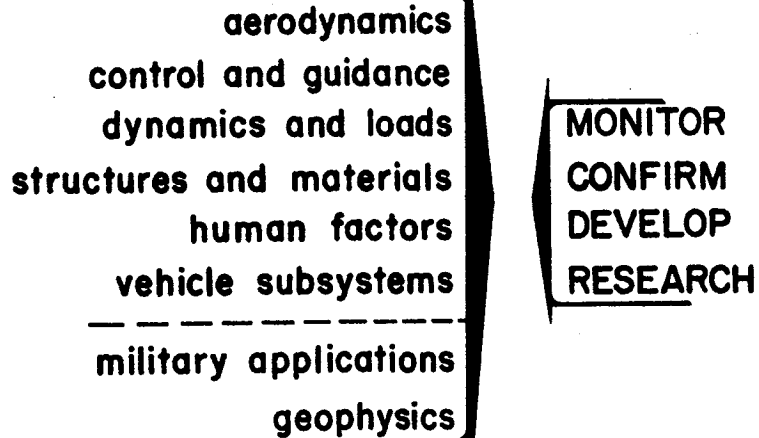 aerodynamics
control and guidance
dynamics and loads
structures and materials
human factors
vehicle subsystems
military applications
geophysics
MONITOR
CONFIRM
DEVELOP
RESEARCH